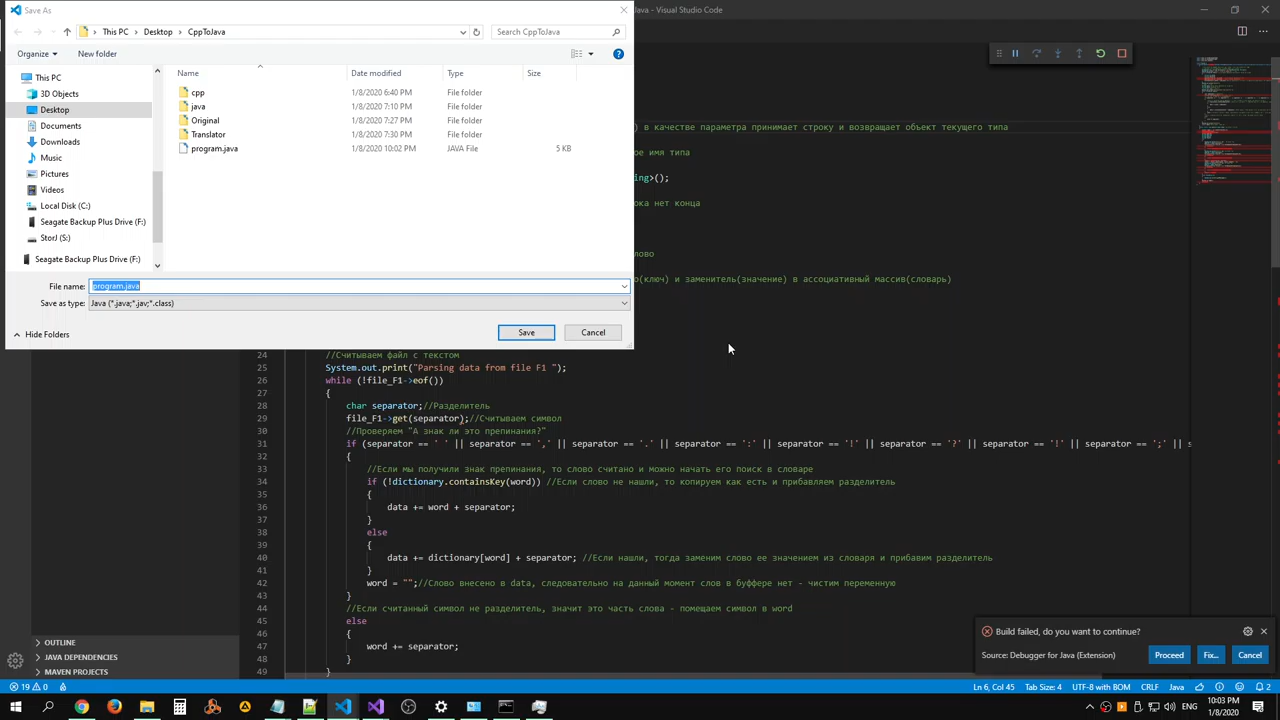 Save As
Java - Visual Studio Code
This PC
Desktop
CppToJava
Search CppToJava
Organize
New folder
Name
Date modified
Type
Size
This PC
3D Objects
Desktop
Documents
Downloads
Music
Pictures
Videos
Local Disk (C:)
Seagate Backup Plus Drive (F:)
StorJ (S:)
Seagate Backup Plus Drive (F:)
cpp 1/8/2020 6:40 PM File folder
java 1/8/2020 7:10 PM File folder
Original 1/8/2020 7:27 PM File folder
Translator 1/8/2020 7:30 PM File folder
program.java 1/8/2020 10:02 PM JAVA File 5 KB
File name: program.java
Save as type: Java (*.java;*.jav;*.class)
Hide Folders
Save
Cancel
) в качестве параметра принимает строку и возвращает объект текущего типа
ое имя типа
ing>();
ока нет конца
лово
о(ключ) и заменитель(значение) в ассоциативный массив(словарь)
24 //Считываем файл с текстом
25 System.out.print("Parsing data from file F1 ");
26 while (!file_F1->eof())
27 {
28 char separator;//Разделитель
29 file_F1->get(separator);//Считываем символ
30 //Проверяем "А знак ли это препинания?"
31 if (separator == ' ' || separator == ',' || separator == '.' || separator == ':' || separator == '!' || separator == '?' || separator == '!' || separator == ';' || s
32 {
33 //Если мы получили знак препинания, то слово считано и можно начать его поиск в словаре
34 if (!dictionary.containsKey(word)) //Если слово не нашли, то копируем как есть и прибавляем разделитель
35 {
36 data += word + separator;
37 }
38 else
39 {
40 data += dictionary[word] + separator; //Если нашли, тогда заменим слово ее значением из словаря и прибавим разделитель
41 }
42 word = "";//Слово внесено в data, следовательно на данный момент слов в буффере нет - чистим переменную
43 }
44 //Если считанный символ не разделитель, значит это часть слова - помещаем символ в word
45 else
46 {
47 word += separator;
48 }
49 }
OUTLINE
JAVA DEPENDENCIES
MAVEN PROJECTS
Build failed, do you want to continue?
Source: Debugger for Java (Extension)
Proceed
Fix...
Cancel
19 0
Ln 6, Col 45
Tab Size: 4
UTF-8 with BOM
CRLF
Java
2
ENG
10:03 PM
1/8/2020